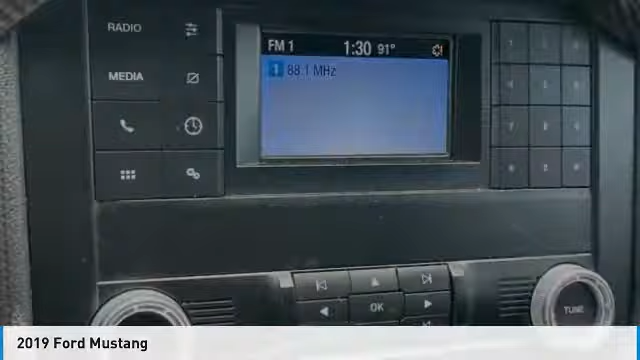 RADIO
MEDIA
FM 1 1:30 91°
1 88.1 MHz
OK
TUNE
2019 Ford Mustang